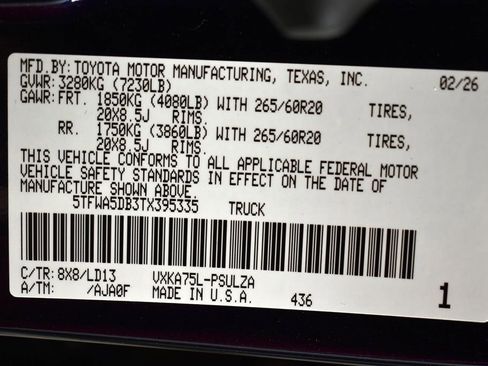 MFD.BY:TOYOTA MOTOR MANUFACTURING, TEXAS, INC. 02/26
GVWR: 3280KG (7230LB)
GAWR:FRT. 1850KG (4080LB) WITH 265/60R20 TIRES,
20X8.5J RIMS.
RR. 1750KG (3860LB) WITH 265/60R20 TIRES,
20X8.5J RIMS.
THIS VEHICLE CONFORMS TO ALL APPLICABLE FEDERAL MOTOR
VEHICLE SAFETY STANDARDS IN EFFECT ON THE DATE OF
MANUFACTURE SHOWN ABOVE.
5TFWA5DB3TX395335 TRUCK
C/TR:8X8/LD13 VXKA75L-PSULZA
A/TM: /AJA0F MADE IN U.S.A. 436 1